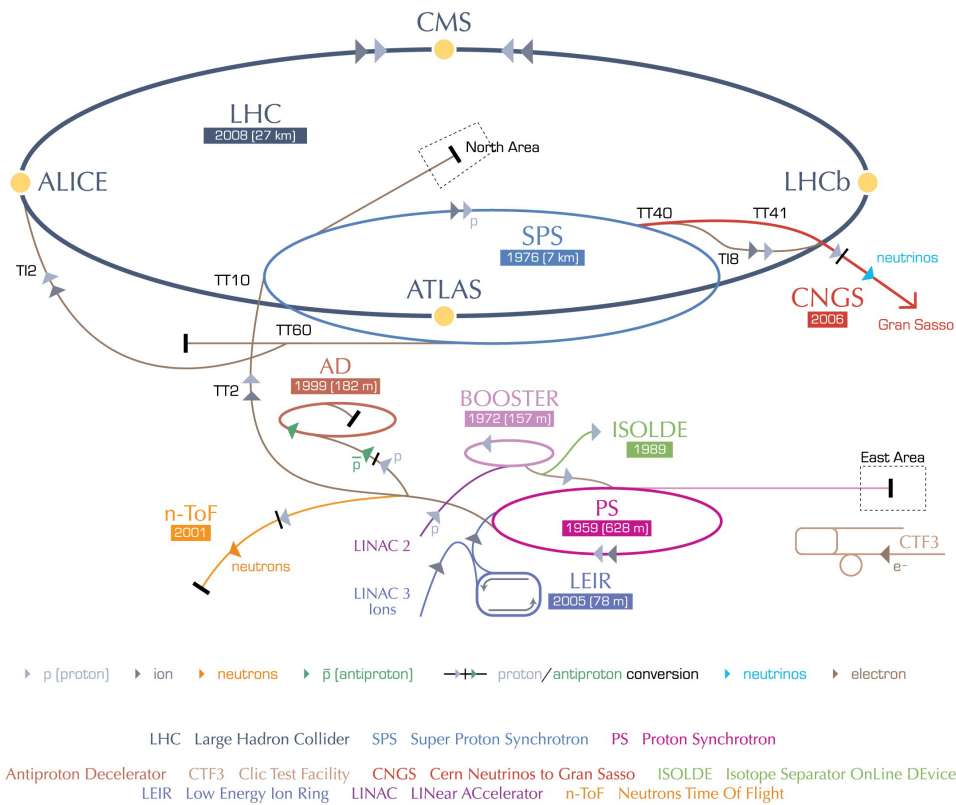 CMS
LHC
2008 (27 km)
North Area
ALICE
LHCb
TT40
TT41
p
SPS
1976 (7 km)
TI2
TT10
TI8
neutrinos
ATLAS
CNGS
2006
Gran Sasso
TT60
AD
1999 (182 m)
TT2
BOOSTER
1972 (157 m)
ISOLDE
1989
p̅
p
East Area
n-ToF
2001
PS
1959 (628 m)
LINAC 2
p
neutrons
CTF3
e-
LINAC 3
Ions
LEIR
2005 (78 m)
p (proton)
ion
neutrons
p̅ (antiproton)
proton/antiproton conversion
neutrinos
electron
LHC Large Hadron Collider SPS Super Proton Synchrotron PS Proton Synchrotron
Antiproton Decelerator CTF3 Clic Test Facility CNGS Cern Neutrinos to Gran Sasso ISOLDE Isotope Separator OnLine DEvice
LEIR Low Energy Ion Ring LINAC LINear ACcelerator n-ToF Neutrons Time Of Flight